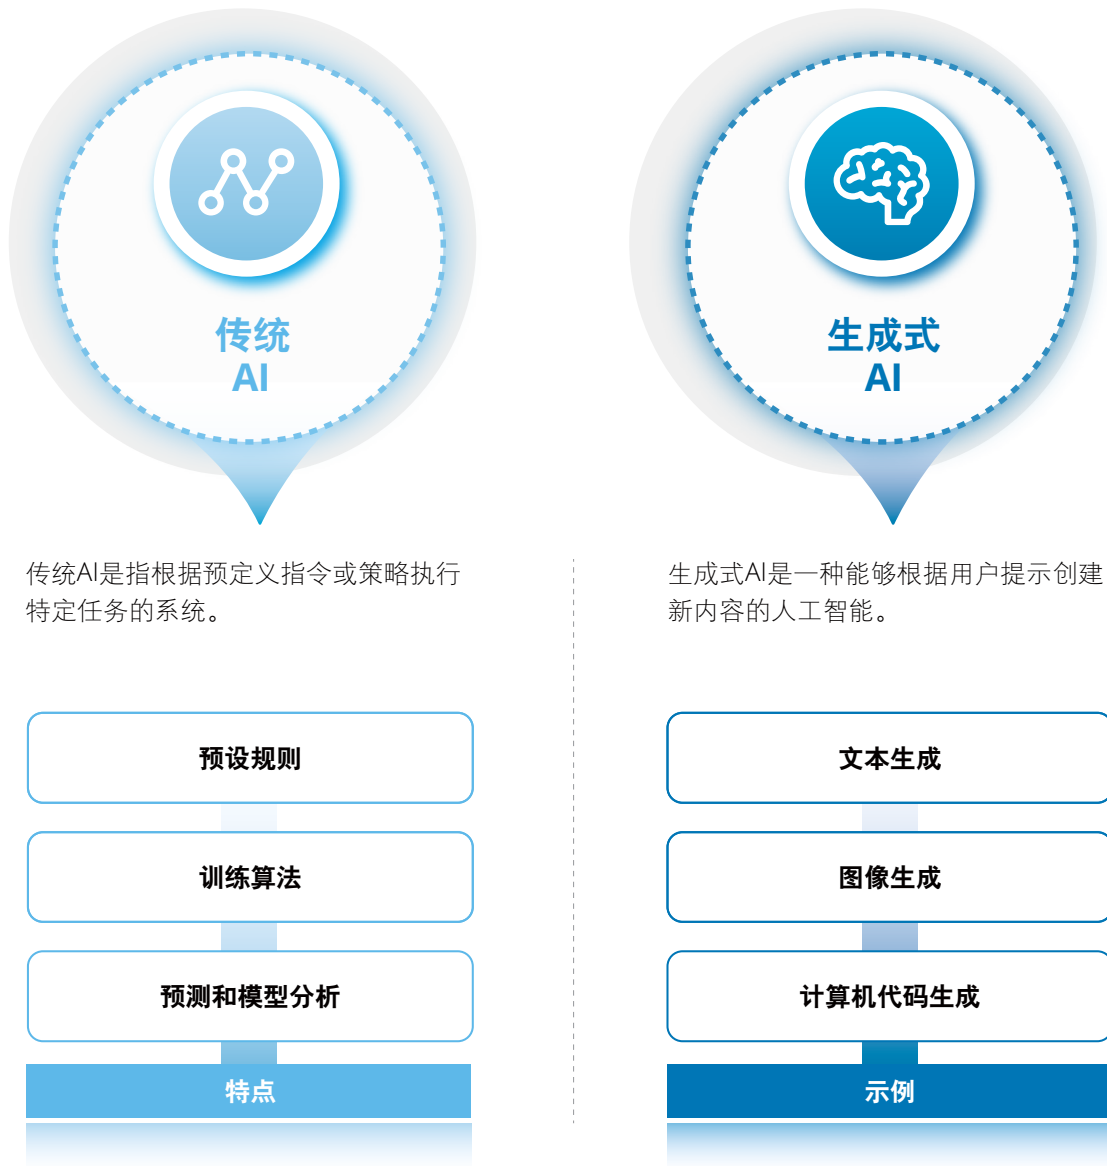 传统
AI
传统AI是指根据预定义指令或策略执行
特定任务的系统。
预设规则
训练算法
预测和模型分析
特点
生成式
AI
生成式AI是一种能够根据用户提示创建
新内容的人工智能。
文本生成
图像生成
计算机代码生成
示例